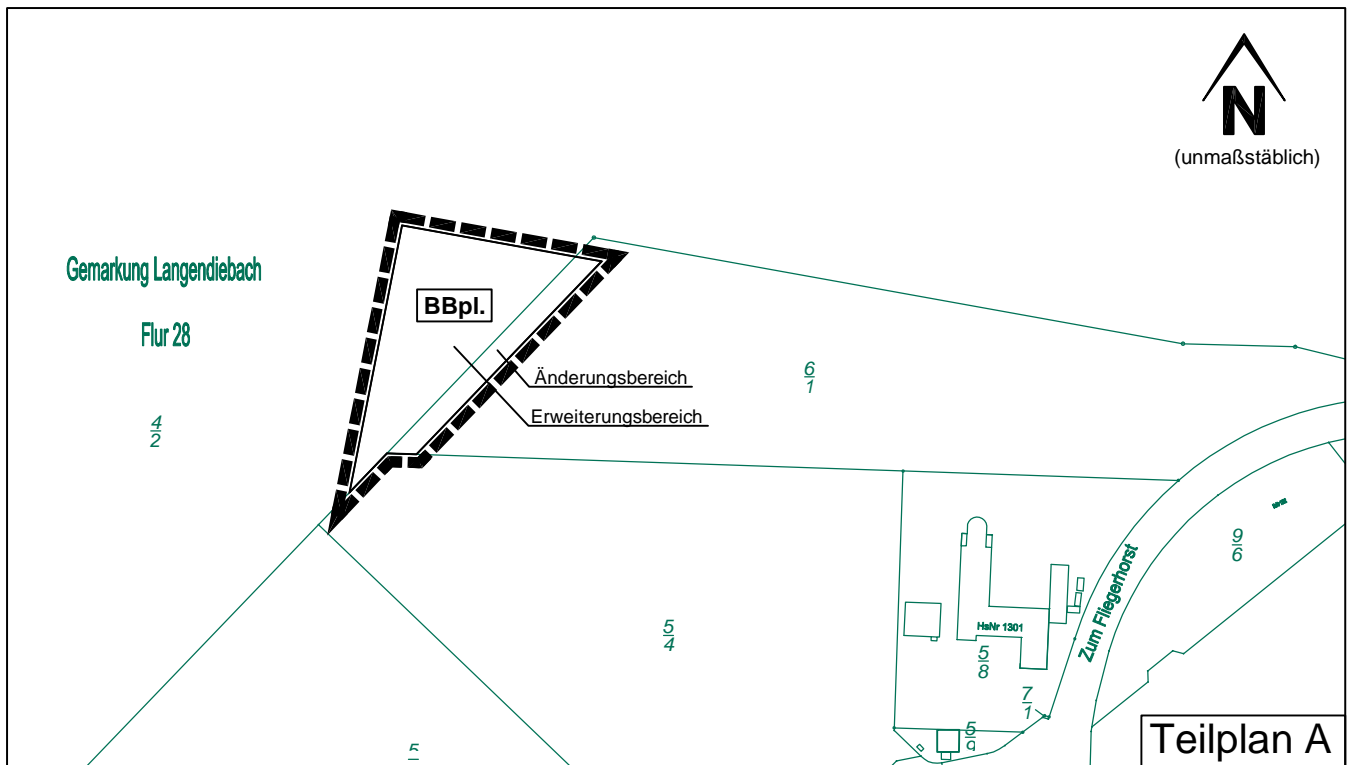 N
(unmaßstäblich)
Gemarkung Langendiebach
Flur 28
BBpl.
Änderungsbereich
Erweiterungsbereich
4
2
6
1
9
6
Zum Fliegerhorst
HsNr 1301
5
4
5
8
7
1
5
9
5
Teilplan A